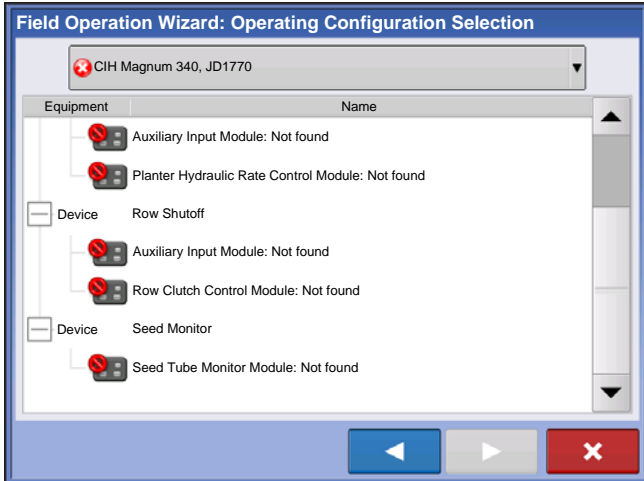 Field Operation Wizard: Operating Configuration Selection
CIH Magnum 340, JD1770
Equipment Name
Auxiliary Input Module: Not found
Planter Hydraulic Rate Control Module: Not found
Device Row Shutoff
Auxiliary Input Module: Not found
Row Clutch Control Module: Not found
Device Seed Monitor
Seed Tube Monitor Module: Not found